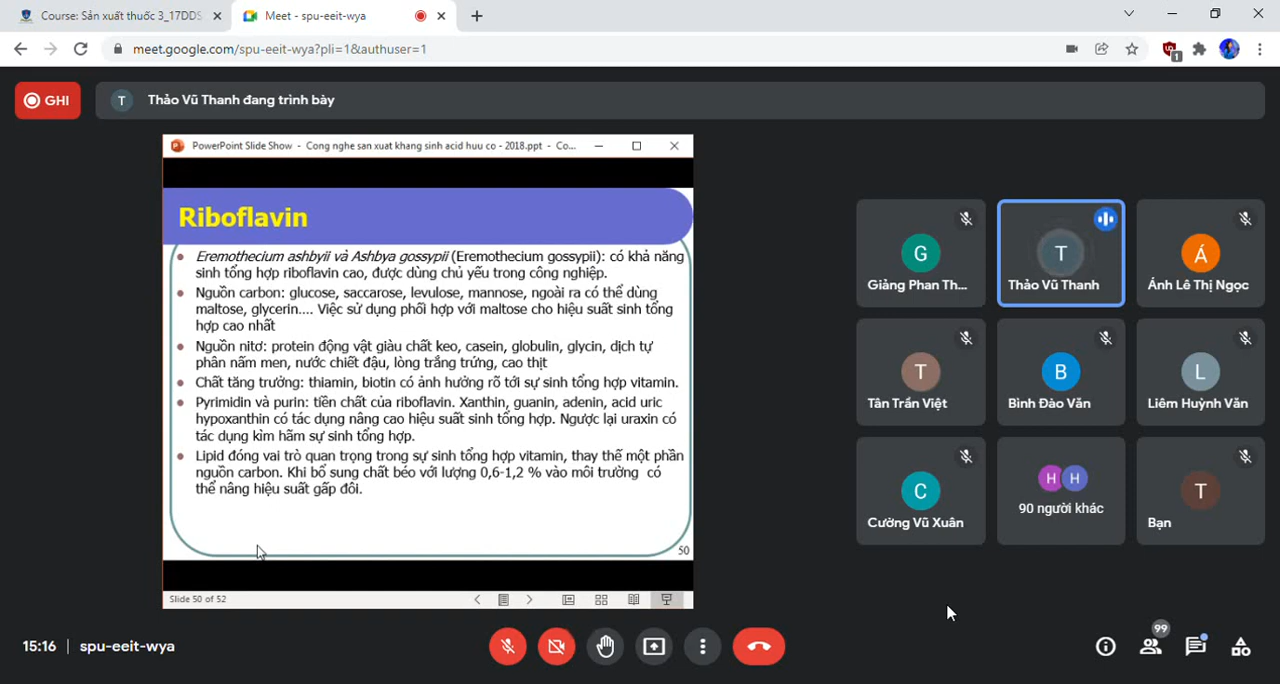 Course: Sản xuất thuốc 3_17DDS
Meet - spu-eeit-wya
meet.google.com/spu-eeit-wya?pli=1&authuser=1
1
GHI
T
Thảo Vũ Thanh đang trình bày
PowerPoint Slide Show - Cong nghe san xuat khang sinh acid huu co - 2018.ppt - Co...
Riboflavin
Eremothecium ashbyii và Ashbya gossypii (Eremothecium gossypii): có khả năng
sinh tổng hợp riboflavin cao, được dùng chủ yếu trong công nghiệp.
Nguồn carbon: glucose, saccarose, levulose, mannose, ngoài ra có thể dùng
maltose, glycerin.... Việc sử dụng phối hợp với maltose cho hiệu suất sinh tổng
hợp cao nhất
Nguồn nitơ: protein động vật giàu chất keo, casein, globulin, glycin, dịch tự
phân nấm men, nước chiết đậu, lòng trắng trứng, cao thịt
Chất tăng trưởng: thiamin, biotin có ảnh hưởng rõ tới sự sinh tổng hợp vitamin.
Pyrimidin và purin: tiền chất của riboflavin. Xanthin, guanin, adenin, acid uric
hypoxanthin có tác dụng nâng cao hiệu suất sinh tổng hợp. Ngược lại uraxin có
tác dụng kìm hãm sự sinh tổng hợp.
Lipid đóng vai trò quan trọng trong sự sinh tổng hợp vitamin, thay thế một phần
nguồn carbon. Khi bổ sung chất béo với lượng 0,6-1,2 % vào môi trường có
thể nâng hiệu suất gấp đôi.
50
Slide 50 of 52
G
Giảng Phan Th...
T
Thảo Vũ Thanh
Á
Ánh Lê Thị Ngọc
T
Tân Trần Việt
B
Bình Đào Văn
L
Liêm Huỳnh Văn
C
Cường Vũ Xuân
H H
90 người khác
T
Bạn
15:16 | spu-eeit-wya
99